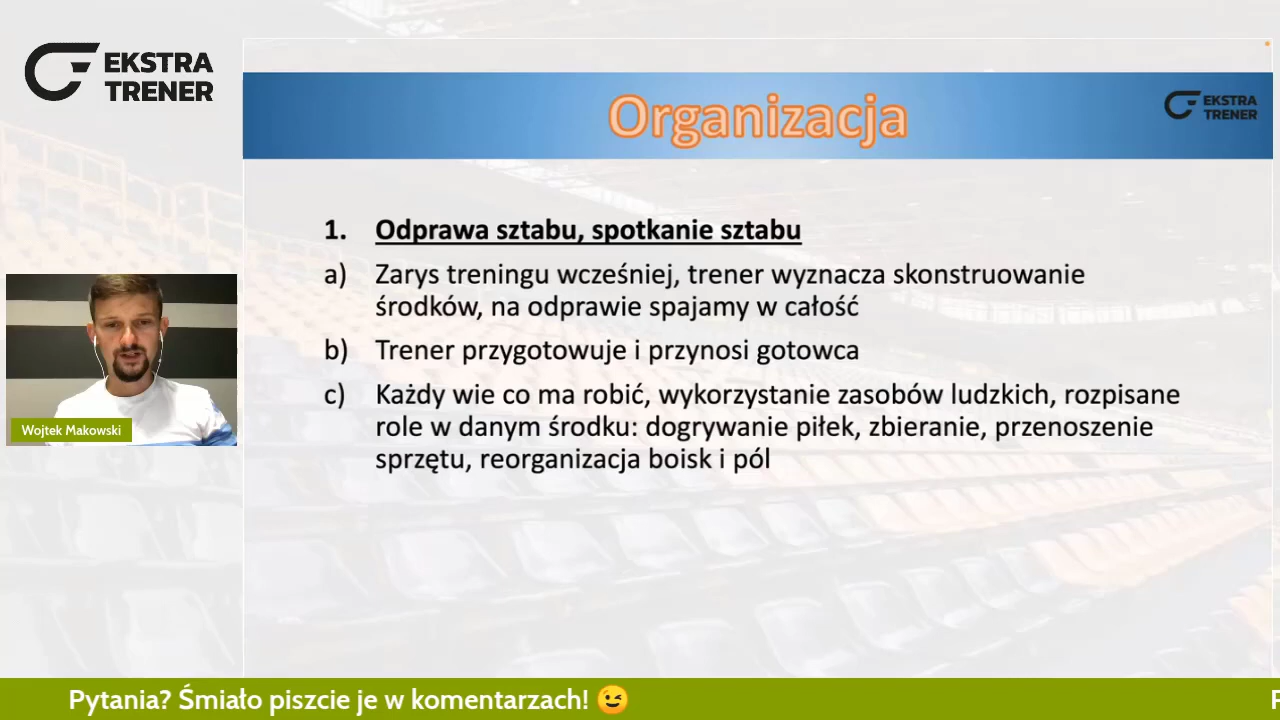 EKSTRA
TRENER
Organizacja
EKSTRA
TRENER
1. Odprawa sztabu, spotkanie sztabu
a) Zarys treningu wcześniej, trener wyznacza skonstruowanie
środków, na odprawie spajamy w całość
b) Trener przygotowuje i przynosi gotowca
c) Każdy wie co ma robić, wykorzystanie zasobów ludzkich, rozpisane
role w danym środku: dogrywanie piłek, zbieranie, przenoszenie
sprzętu, reorganizacja boisk i pól
Wojtek Makowski
Pytania? Śmiało piszcie je w komentarzach! 😉
P